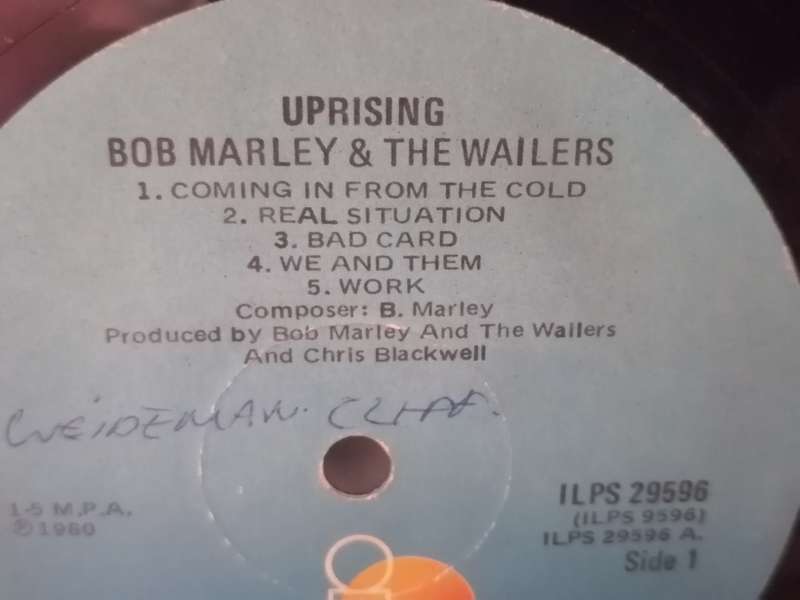 UPRISING
BOB MARLEY & THE WAILERS
1. COMING IN FROM THE COLD
2. REAL SITUATION
3. BAD CARD
4. WE AND THEM
5. WORK
Composer: B. Marley
Produced by Bob Marley And The Wailers
And Chris Blackwell
WEIDEMAN.
1-5 M.P.A.
℗1980
ILPS 29596
(ILPS 9596)
ILPS 29596 A.
Side 1